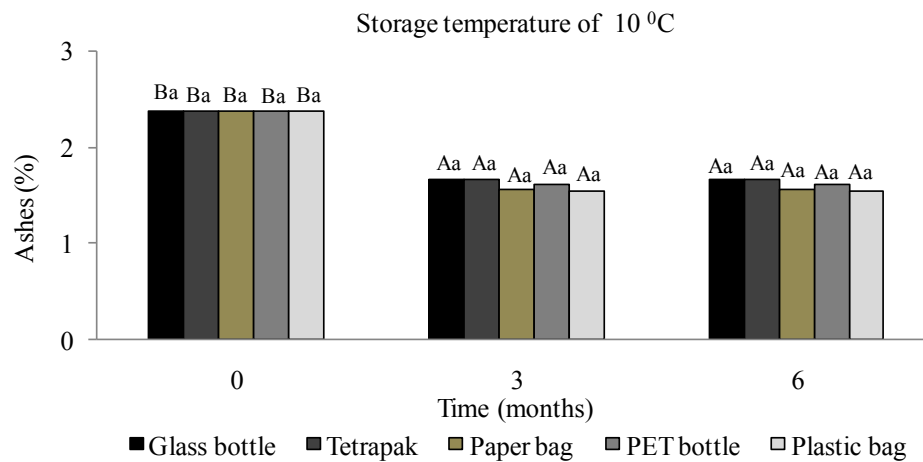 Storage temperature of 10 ⁰C
3
Ba Ba Ba Ba Ba
2
Aa Aa Aa Aa Aa
Aa Aa Aa Aa Aa
Ashes (%)
1
0
0 3 6
Time (months)
Glass bottle Tetrapak Paper bag PET bottle Plastic bag